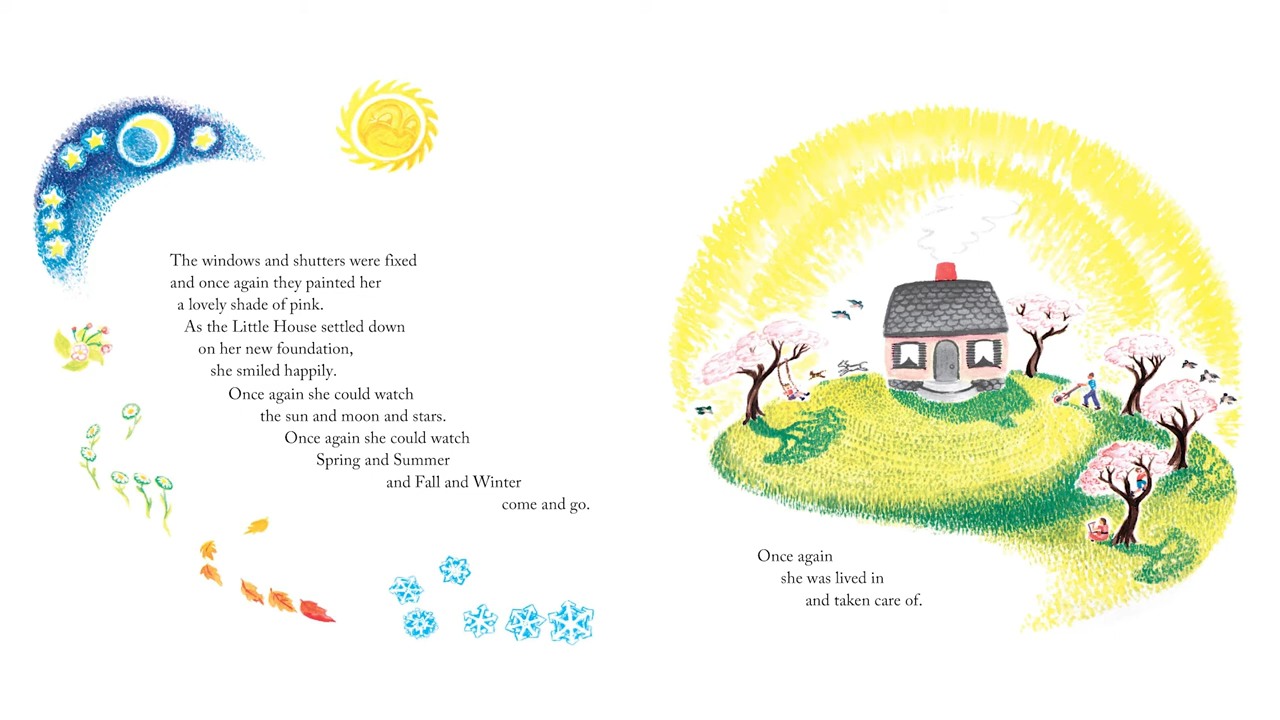 The windows and shutters were fixed
and once again they painted her
a lovely shade of pink.
As the Little House settled down
on her new foundation,
she smiled happily.
Once again she could watch
the sun and moon and stars.
Once again she could watch
Spring and Summer
and Fall and Winter
come and go.
Once again
she was lived in
and taken care of.